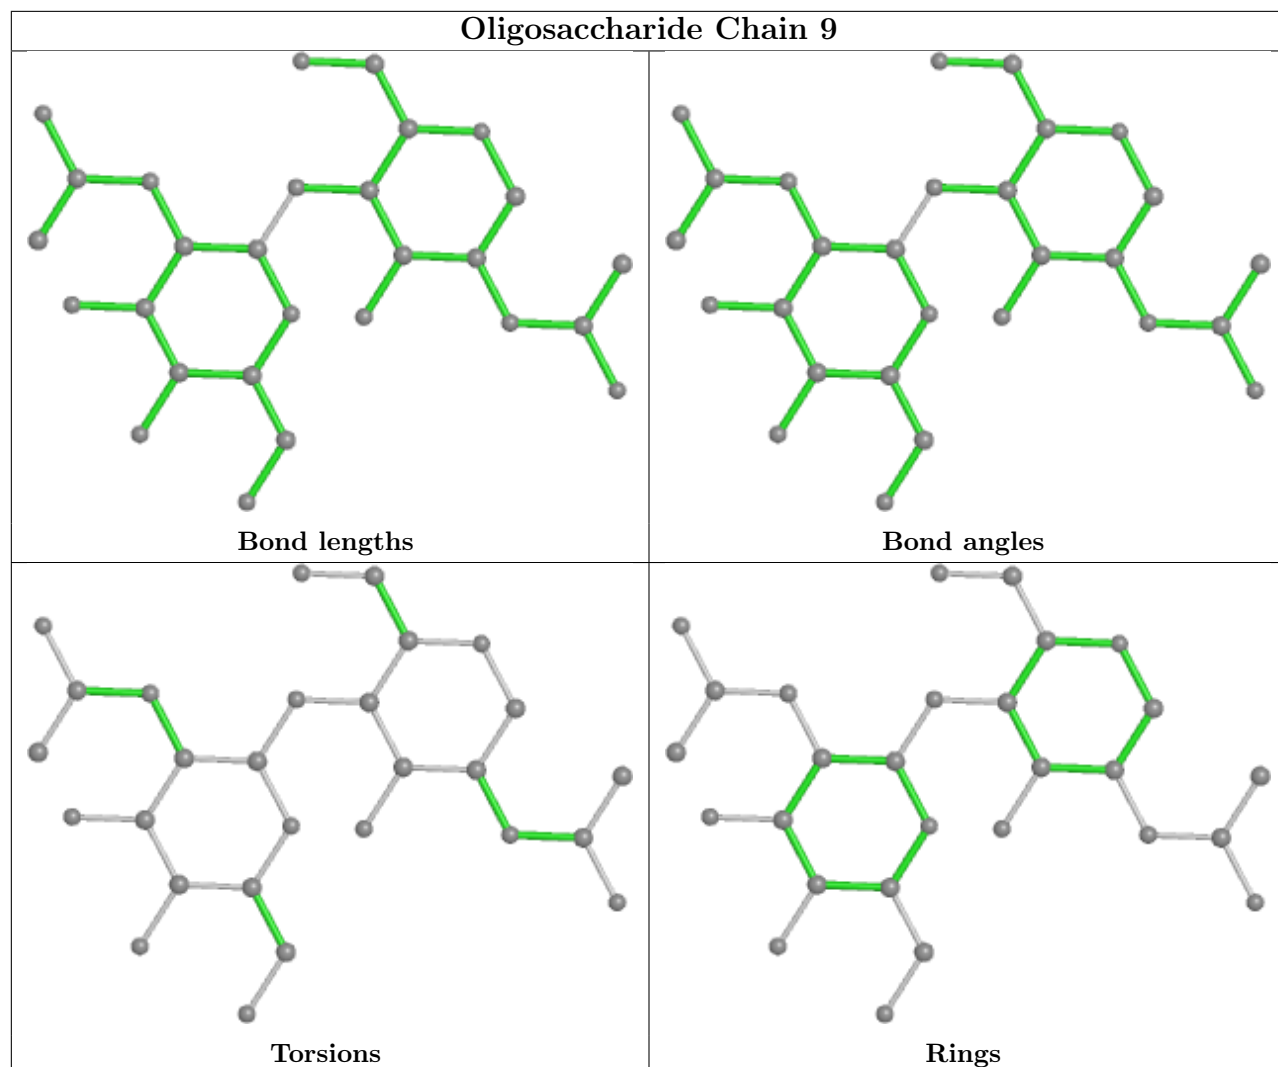 Oligosaccharide Chain 9
Bond lengths
Bond angles
Torsions
Rings